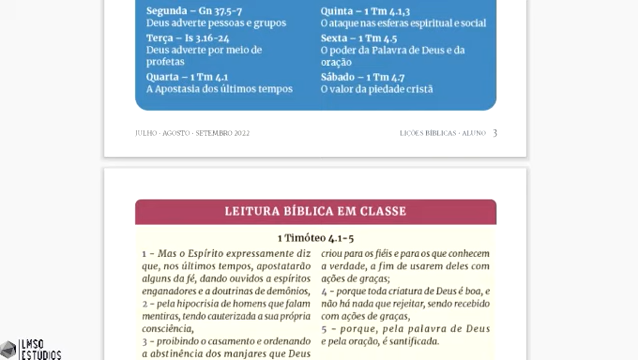 Segunda – Gn 37.5-7
Deus adverte pessoas e grupos
Terça – Is 3.16-24
Deus adverte por meio de
profetas
Quarta – 1 Tm 4.1
A Apostasia dos últimos tempos
Quinta – 1 Tm 4.1,3
O ataque nas esferas espiritual e social
Sexta – 1 Tm 4.5
O poder da Palavra de Deus e da
oração
Sábado – 1 Tm 4.7
O valor da piedade cristã
JULHO · AGOSTO · SETEMBRO 2022
LIÇÕES BÍBLICAS · ALUNO 3
LEITURA BÍBLICA EM CLASSE
1 Timóteo 4.1-5
1 – Mas o Espírito expressamente diz
que, nos últimos tempos, apostatarão
alguns da fé, dando ouvidos a espíritos
enganadores e a doutrinas de demônios,
2 – pela hipocrisia de homens que falam
mentiras, tendo cauterizada a sua própria
consciência,
3 – proibindo o casamento e ordenando
a abstinência dos manjares que Deus
criou para os fiéis e para os que conhecem
a verdade, a fim de usarem deles com
ações de graças;
4 – porque toda criatura de Deus é boa, e
não há nada que rejeitar, sendo recebido
com ações de graças,
5 – porque, pela palavra de Deus
e pela oração, é santificada.
LMSO
ESTÚDIOS